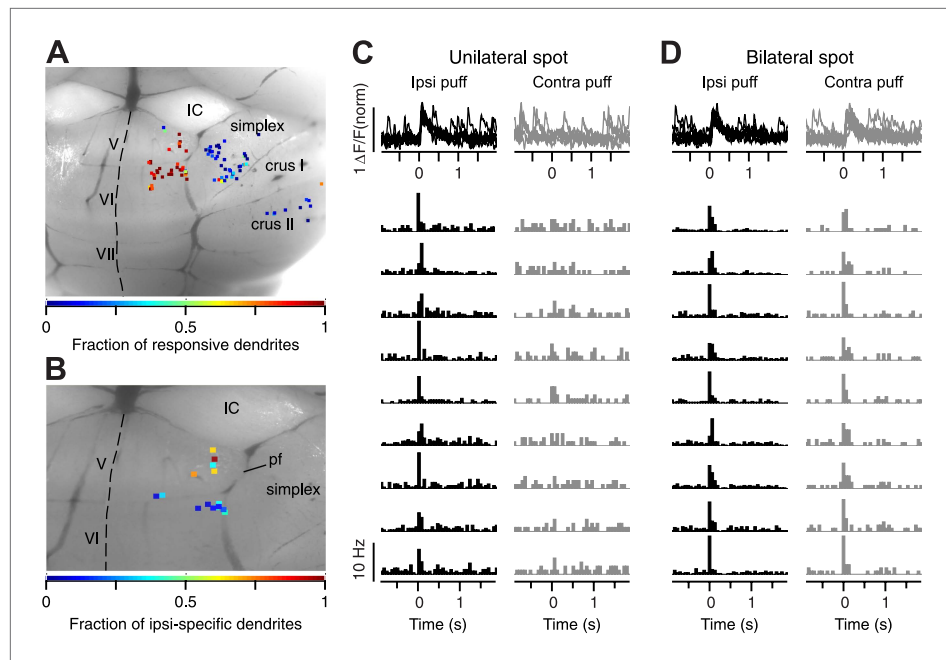 A
IC
simplex
V
crus I
VI
crus II
VII
0
0.5
1
Fraction of responsive dendrites
B
IC
V
pf
simplex
VI
0
0.5
1
Fraction of ipsi-specific dendrites
C
Unilateral spot
Ipsi puff
Contra puff
1 ΔF/F(norm)
0
1
0
1
10 Hz
0
1
0
1
Time (s)
Time (s)
D
Bilateral spot
Ipsi puff
Contra puff
0
1
0
1
0
1
0
1
Time (s)
Time (s)